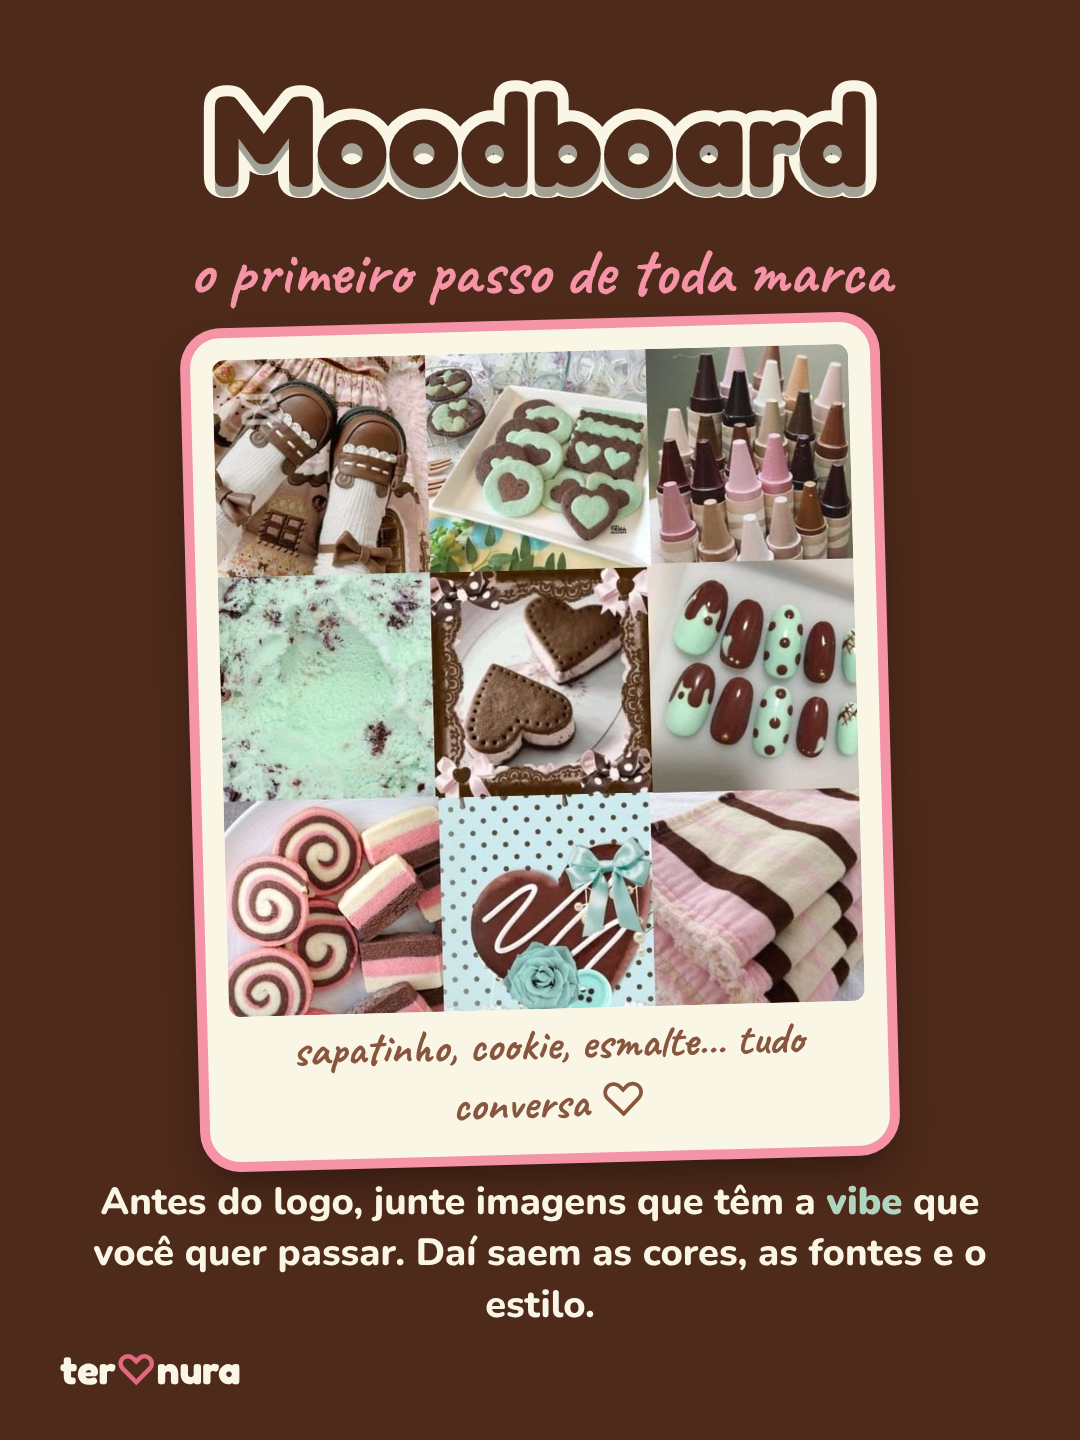 Moodboard
o primeiro passo de toda marca
sapatinho, cookie, esmalte... tudo
conversa ♡
Antes do logo, junte imagens que têm a vibe que
você quer passar. Daí saem as cores, as fontes e o
estilo.
ter♡nura